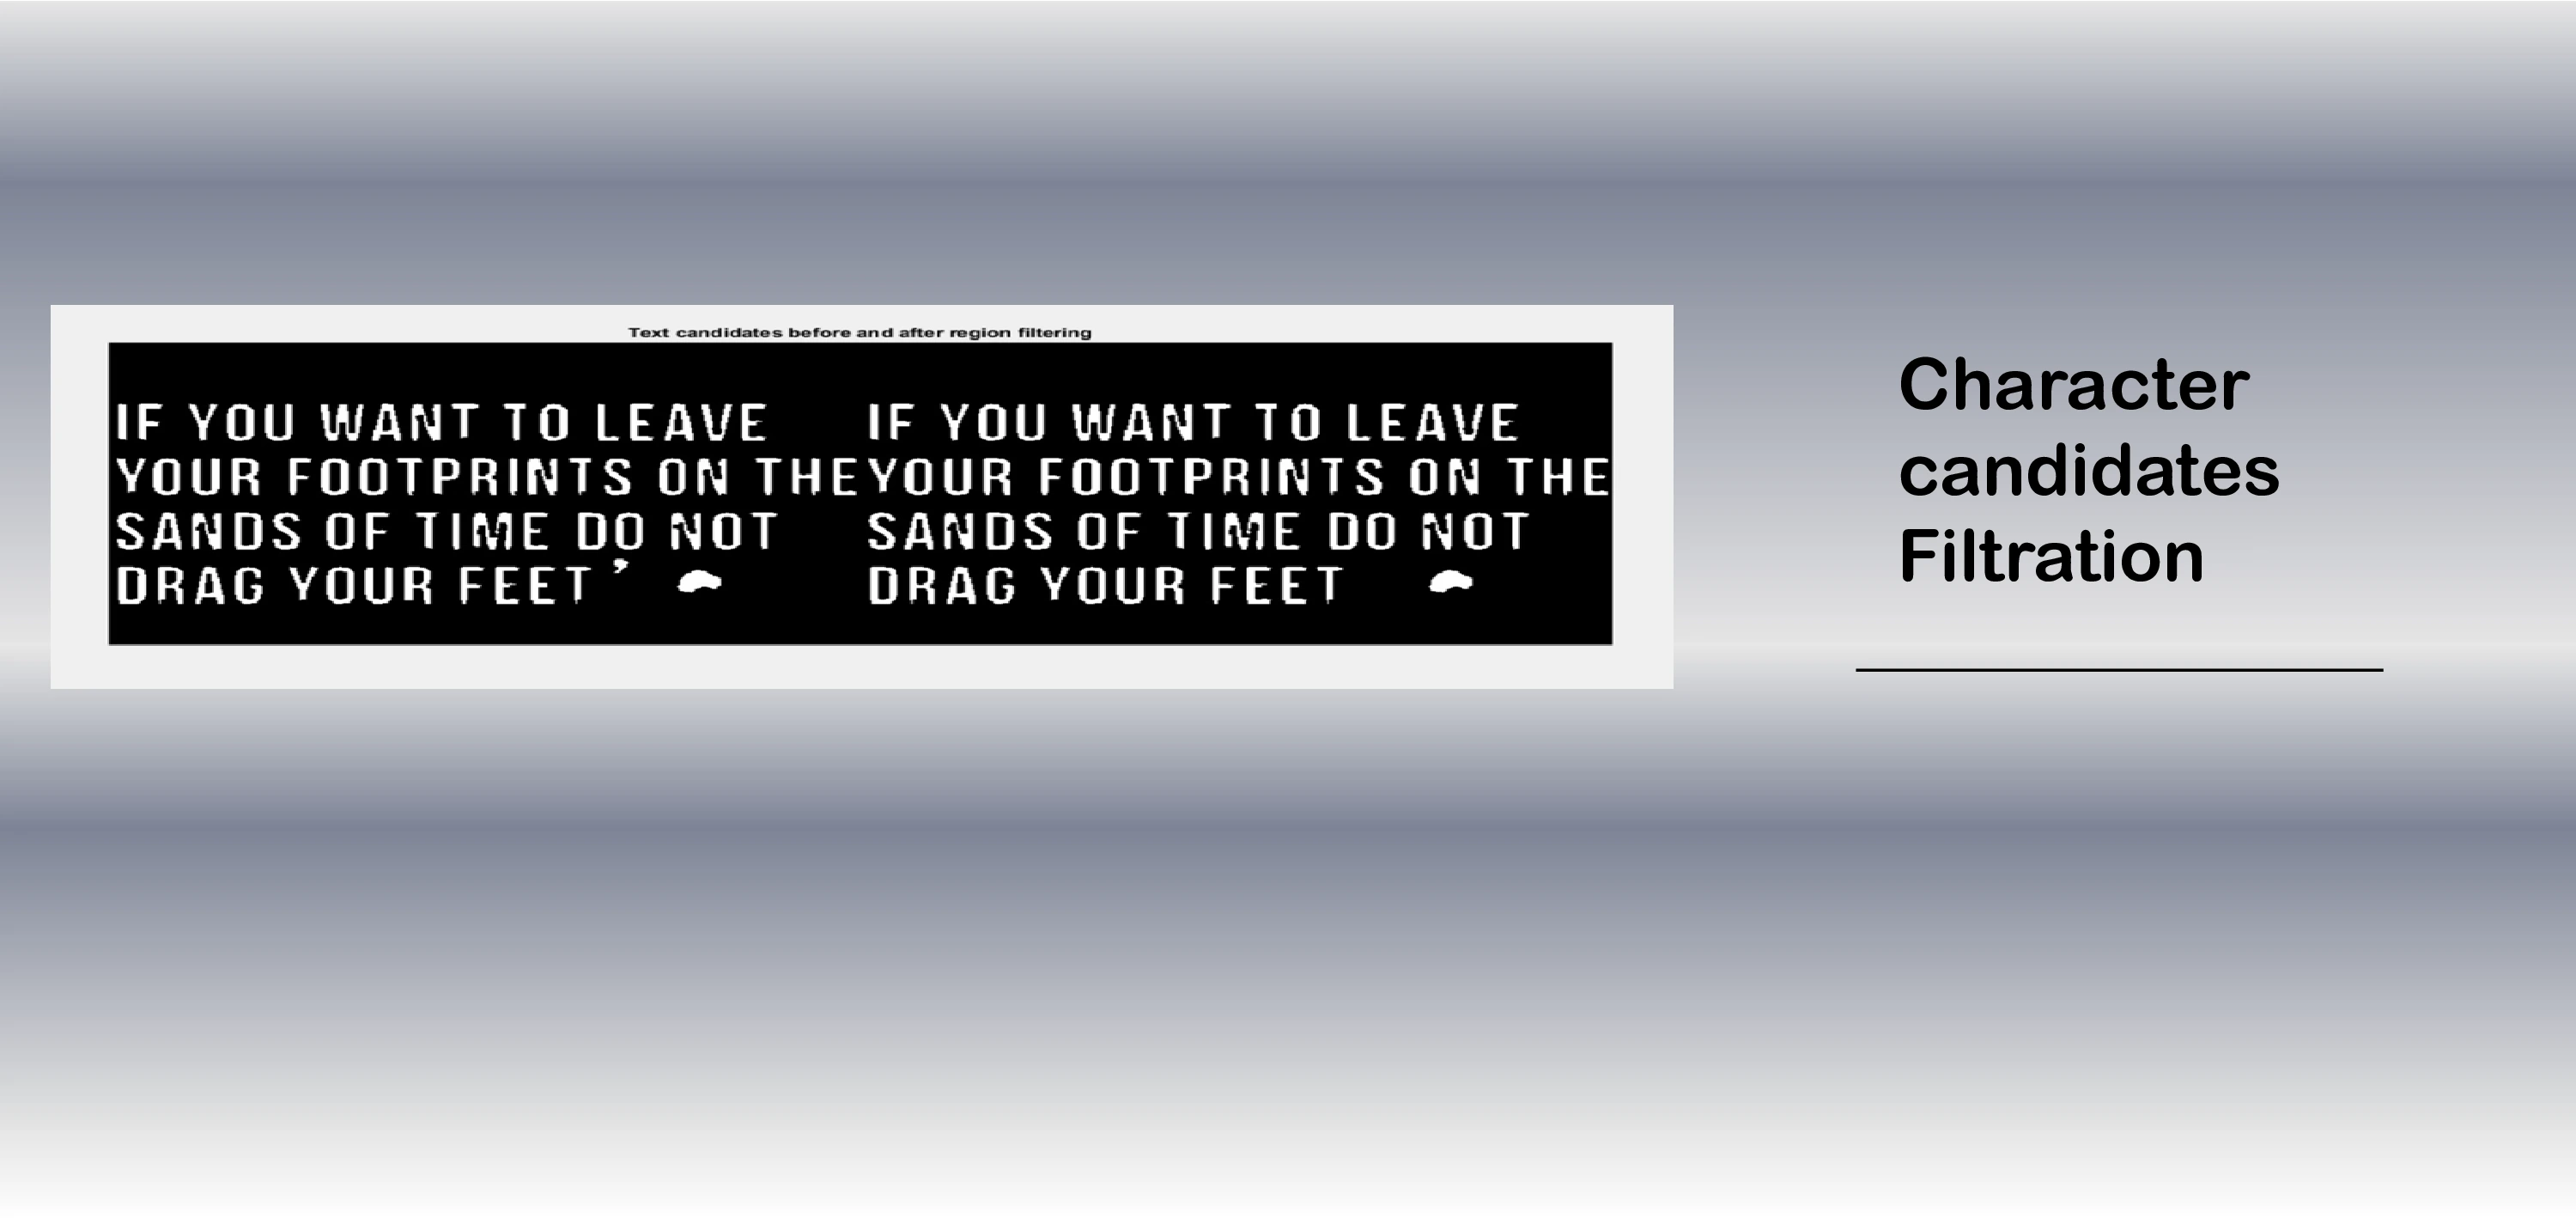 Text candidates before and after region filtering
IF YOU WANT TO LEAVE IF YOU WANT TO LEAVE
YOUR FOOTPRINTS ON THE YOUR FOOTPRINTS ON THE
SANDS OF TIME DO NOT SANDS OF TIME DO NOT
DRAG YOUR FEET ’ DRAG YOUR FEET
Character
candidates
Filtration